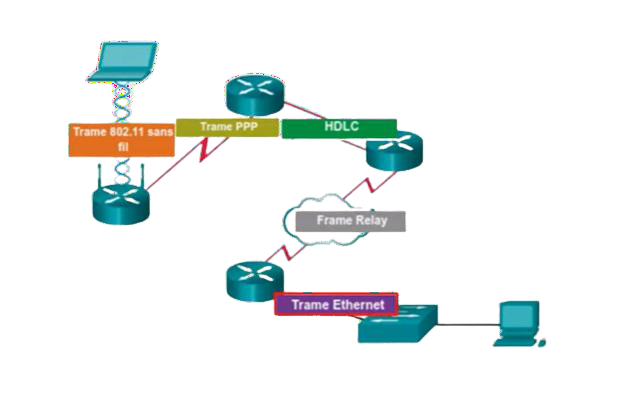 Trame 802.11 sans
fil
Trame PPP
HDLC
Frame Relay
Trame Ethernet